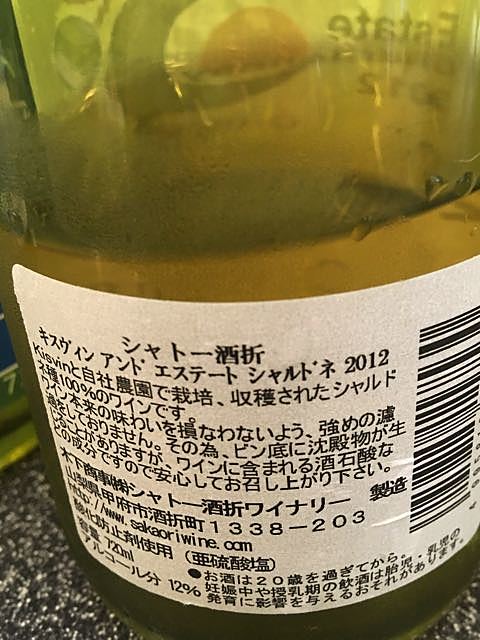 Estate
2012
シャトー酒折
キスヴィン アンド エステート シャルドネ 2012
Kisvinと自社農園で栽培、収穫されたシャルド
ネ種100%のワインです。
ワイン本来の味わいを損なわないよう、強めの濾
過をしておりません。その為、ビン底に沈殿物が生
じることがありますが、ワインに含まれる酒石酸な
どの成分ですので安心してお召し上がり下さい。
木下商事㈱シャトー酒折ワイナリー 製造
山梨県甲府市酒折町1338-203
http://www.sakaoriwine.com
酸化防止剤使用(亜硫酸塩)
容量 720ml
アルコール分 12%
●お酒は20歳を過ぎてから。
妊娠中や授乳期の飲酒は胎児・乳児の
発育に影響を与えるおそれがあります。